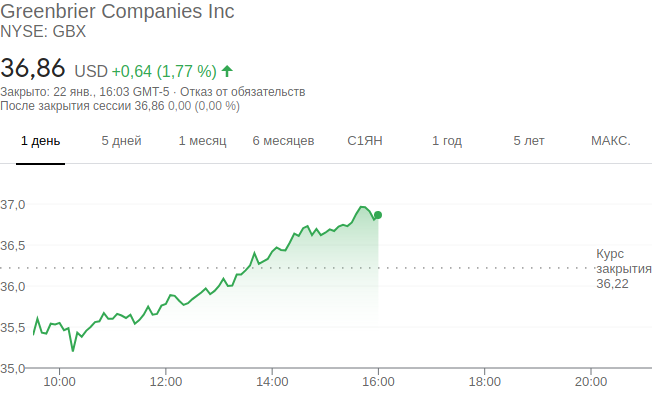 Greenbrier Companies Inc
NYSE: GBX
36,86 USD +0,64 (1,77 %)
Закрыто: 22 янв., 16:03 GMT-5 · Отказ от обязательств
После закрытия сессии 36,86 0,00 (0,00 %)
1 день 5 дней 1 месяц 6 месяцев С1ЯН 1 год 5 лет МАКС.
37,0
36,5
Курс
закрытия
36,22
36,0
35,5
35,0
10:00 12:00 14:00 16:00 18:00 20:00